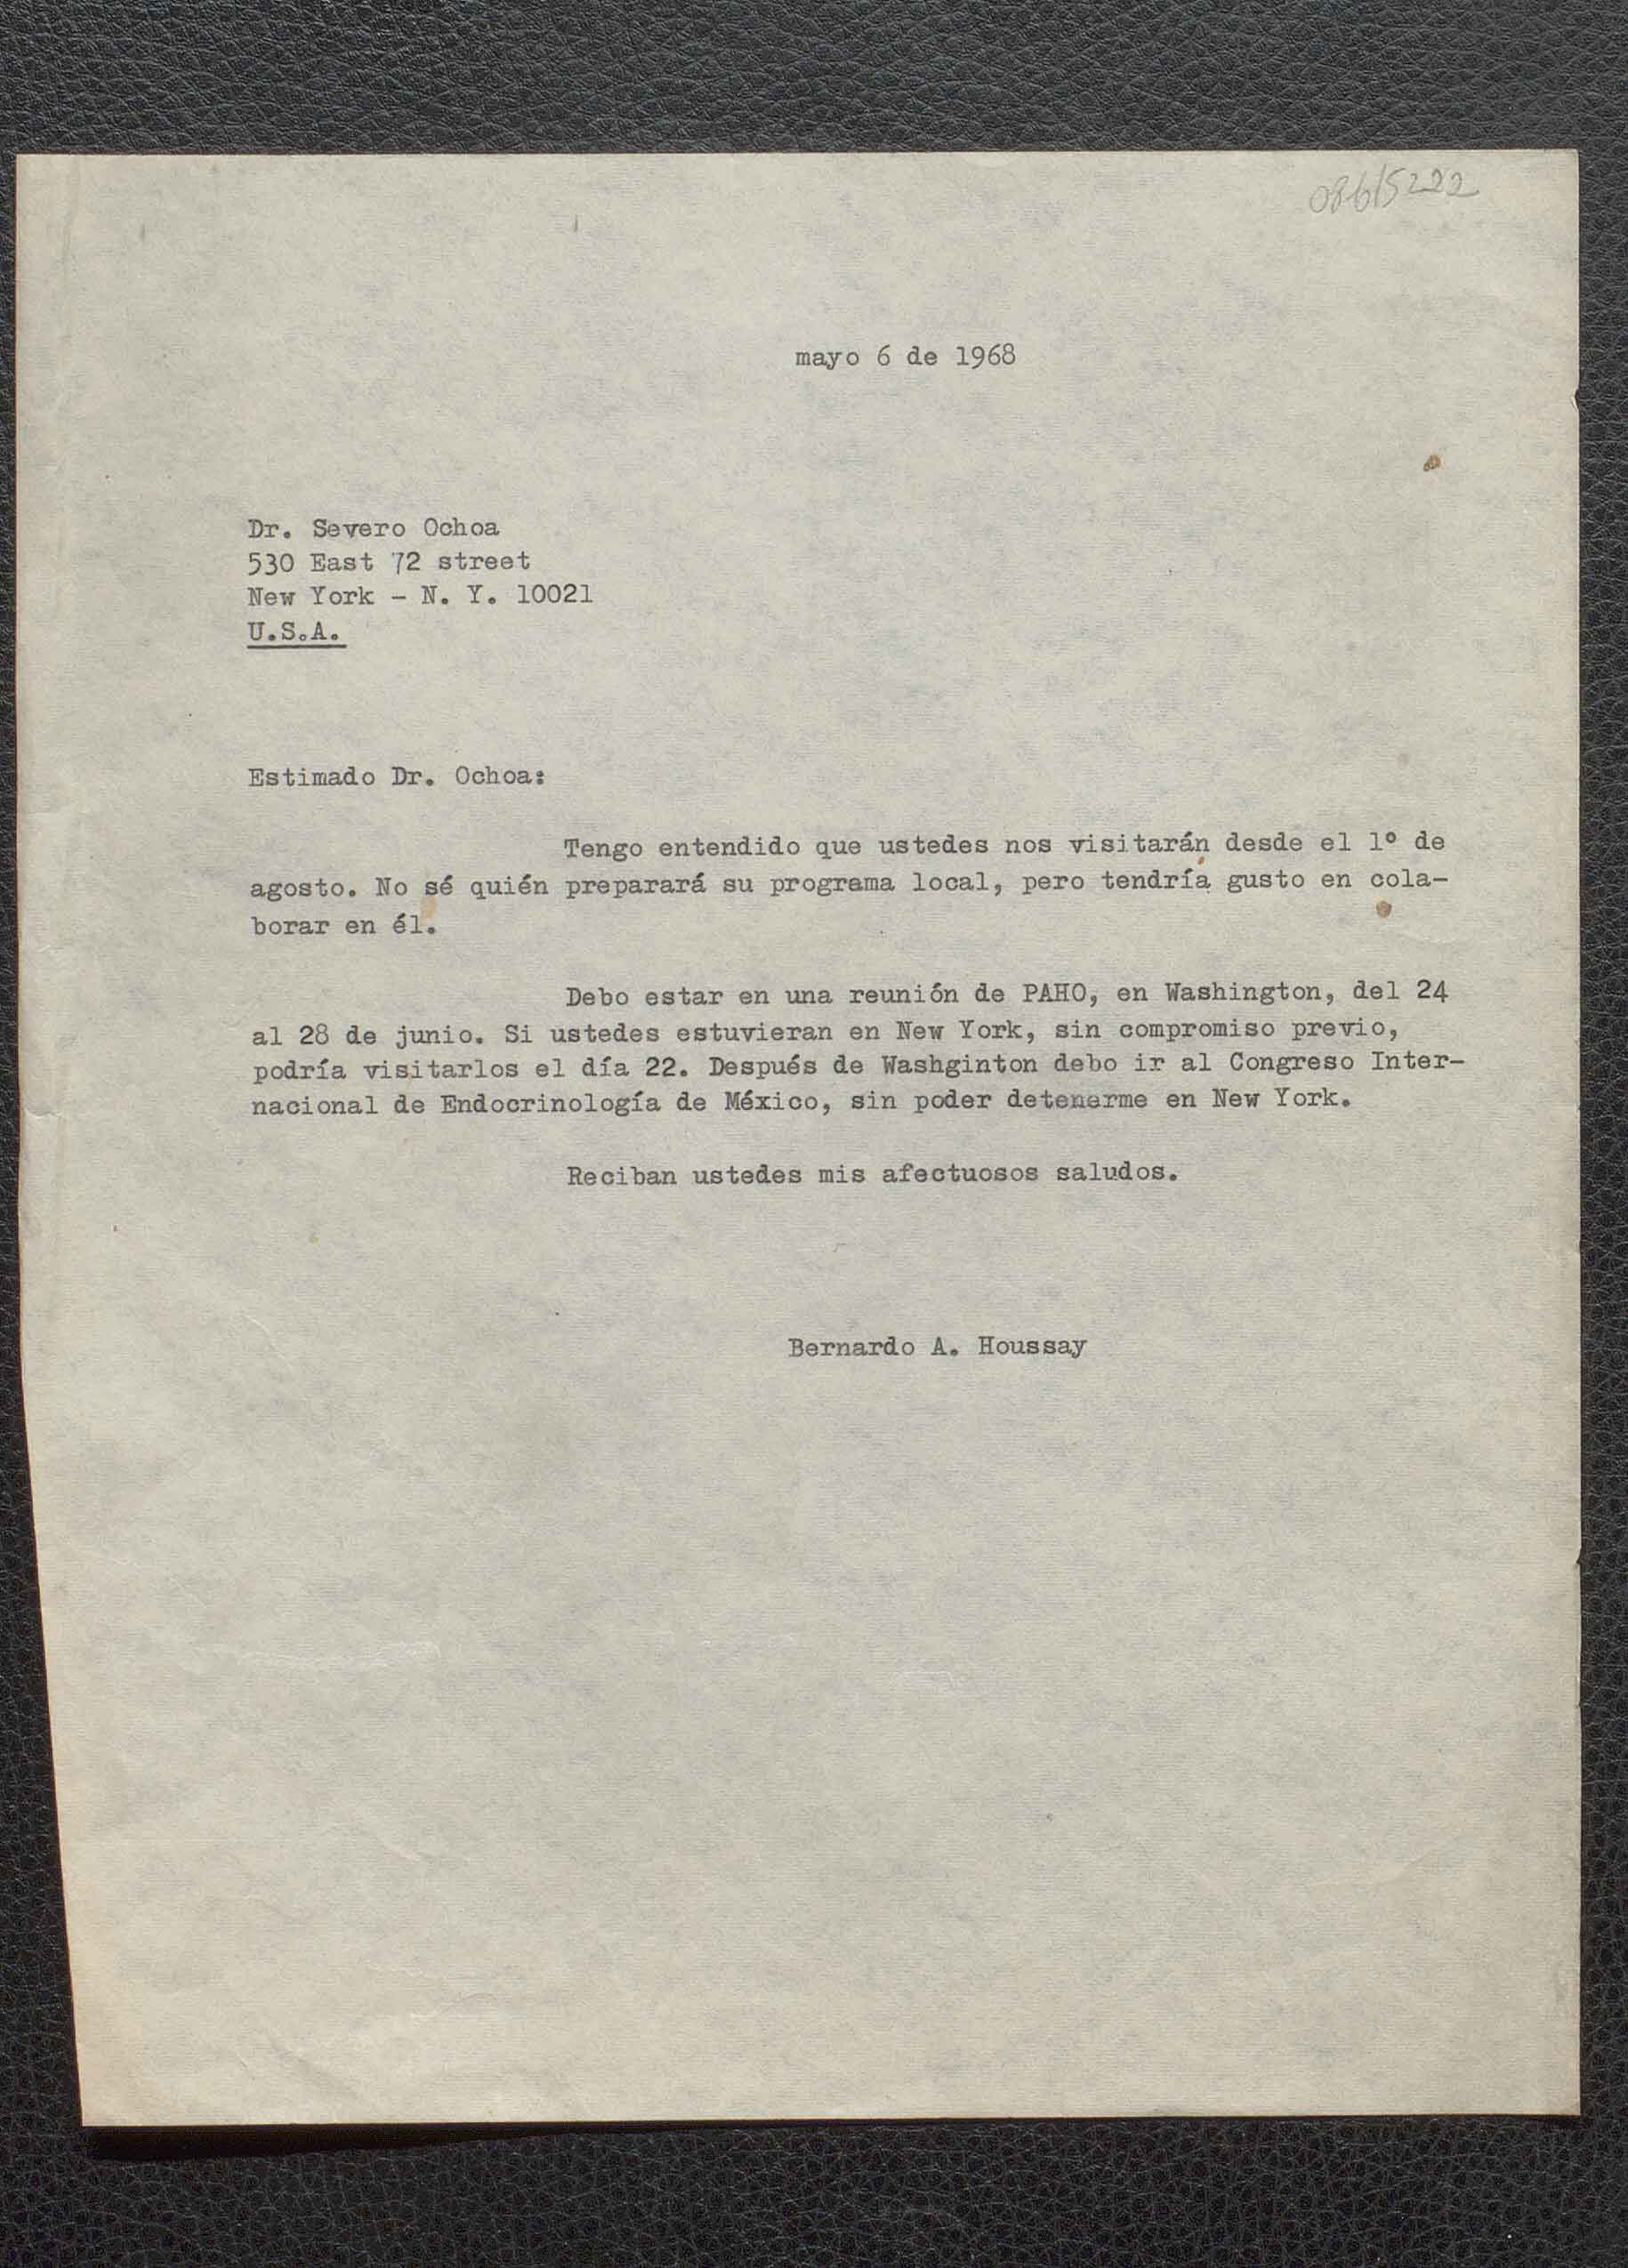 08615222
mayo 6 de 1968
Dr. Severo Ochoa
530 East 72 street
New York - N. Y. 10021
U.S.A.
Estimado Dr. Ochoa:
Tengo entendido que ustedes nos visitarán desde el 1º de
agosto. No sé quién preparará su programa local, pero tendría gusto en cola-
borar en él.
Debo estar en una reunión de PAHO, en Washington, del 24
al 28 de junio. Si ustedes estuvieran en New York, sin compromiso previo,
podría visitarlos el día 22. Después de Washginton debo ir al Congreso Inter-
nacional de Endocrinología de México, sin poder detenerme en New York.
Reciban ustedes mis afectuosos saludos.
Bernardo A. Houssay